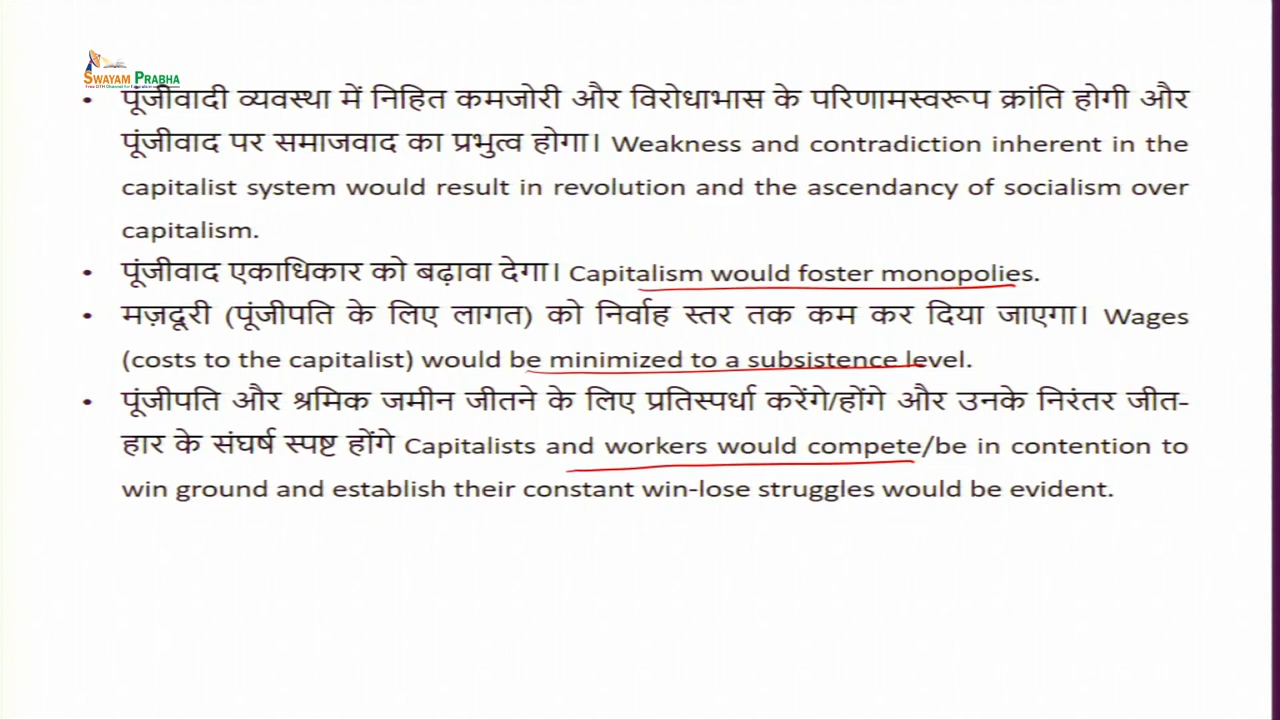 SWAYAM PRABHA
• पूंजीवादी व्यवस्था में निहित कमजोरी और विरोधाभास के परिणामस्वरूप क्रांति होगी और
पूंजीवाद पर समाजवाद का प्रभुत्व होगा। Weakness and contradiction inherent in the
capitalist system would result in revolution and the ascendancy of socialism over
capitalism.
• पूंजीवाद एकाधिकार को बढ़ावा देगा। Capitalism would foster monopolies.
• मज़दूरी (पूंजीपति के लिए लागत) को निर्वाह स्तर तक कम कर दिया जाएगा। Wages
(costs to the capitalist) would be minimized to a subsistence level.
• पूंजीपति और श्रमिक जमीन जीतने के लिए प्रतिस्पर्धा करेंगे/होंगे और उनके निरंतर जीत-
हार के संघर्ष स्पष्ट होंगे Capitalists and workers would compete/be in contention to
win ground and establish their constant win-lose struggles would be evident.